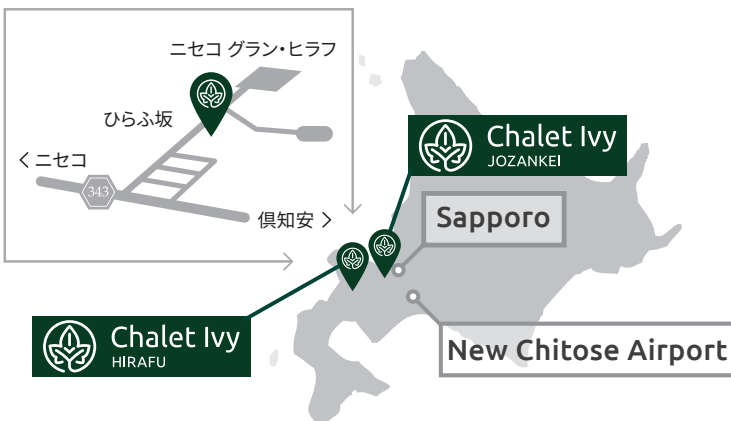 ニセコ グラン・ヒラフ
ひらふ坂
< ニセコ
343
倶知安 >
Chalet Ivy
JOZANKEI
Sapporo
Chalet Ivy
HIRAFU
New Chitose Airport